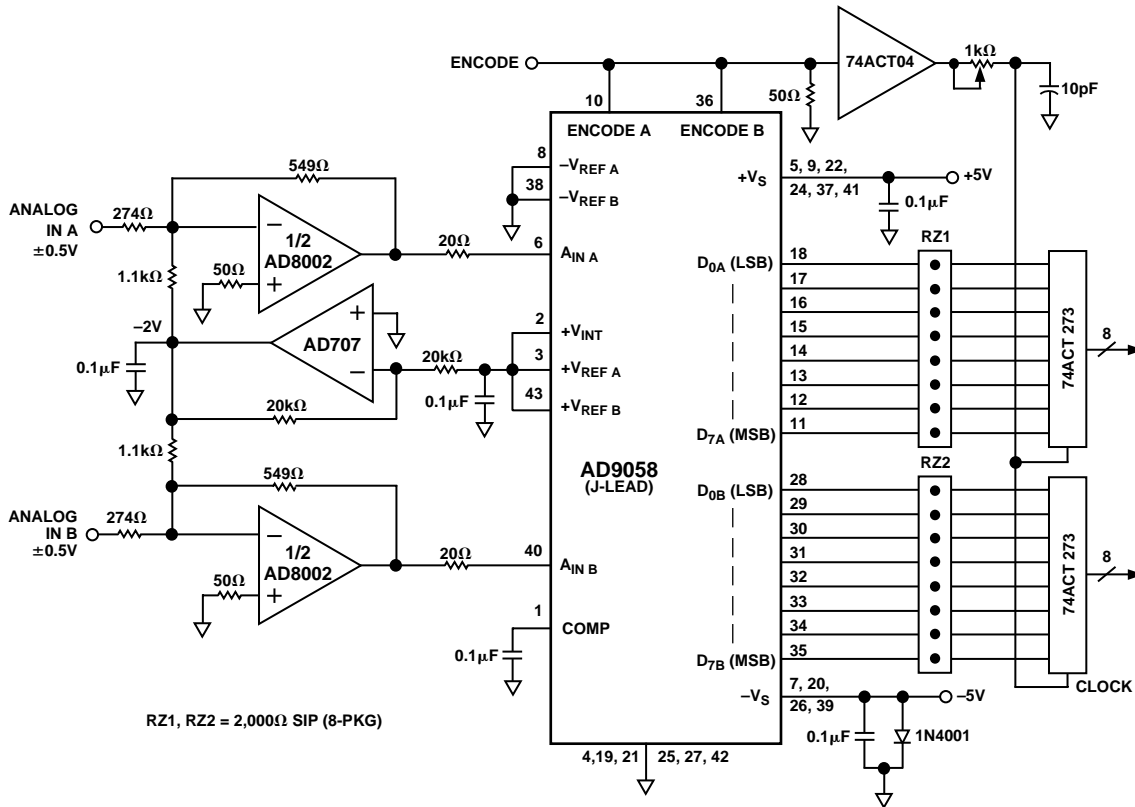 ENCODE
10
36
50Ω
74ACT04
1kΩ
10pF
ENCODE A
ENCODE B
8
–VREF A
38
–VREF B
+VS
5, 9, 22,
24, 37, 41
+5V
0.1µF
549Ω
ANALOG
IN A
±0.5V
274Ω
1/2
AD8002
50Ω
1.1kΩ
20Ω
6
AIN A
–2V
0.1µF
AD707
20kΩ
20kΩ
0.1µF
2
+VINT
3
+VREF A
43
+VREF B
1.1kΩ
549Ω
ANALOG
IN B
±0.5V
274Ω
1/2
AD8002
50Ω
20Ω
40
AIN B
1
COMP
0.1µF
AD9058
(J-LEAD)
D0A (LSB)
18
17
16
15
14
13
12
11
D7A (MSB)
RZ1
74ACT 273
8
RZ2
D0B (LSB)
28
29
30
31
32
33
34
35
D7B (MSB)
74ACT 273
8
CLOCK
–VS
7, 20,
26, 39
–5V
0.1µF
1N4001
RZ1, RZ2 = 2,000Ω SIP (8-PKG)
4,19, 21
25, 27, 42